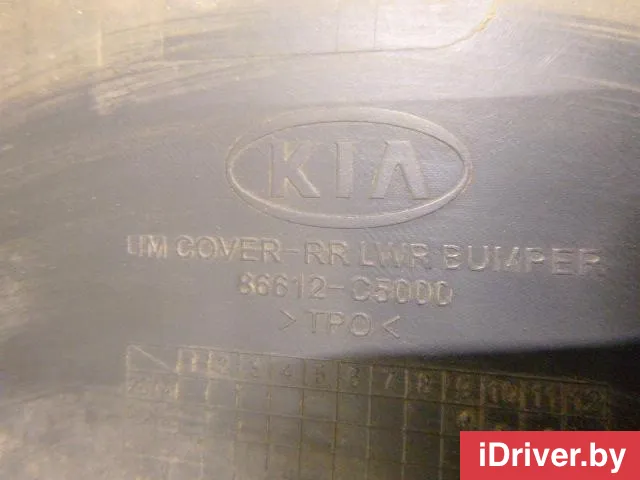 KIA
UM COVER-RR LWR BUMPER
86612-C5000
>TPO<
1 2 3 4 5 6 7 8 9 10 11 12
iDriver.by